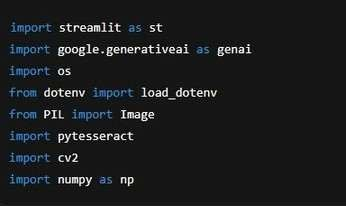 import streamlit as st
import google.generativeai as genai
import os
from dotenv import load_dotenv
from PIL import Image
import pytesseract
import cv2
import numpy as np